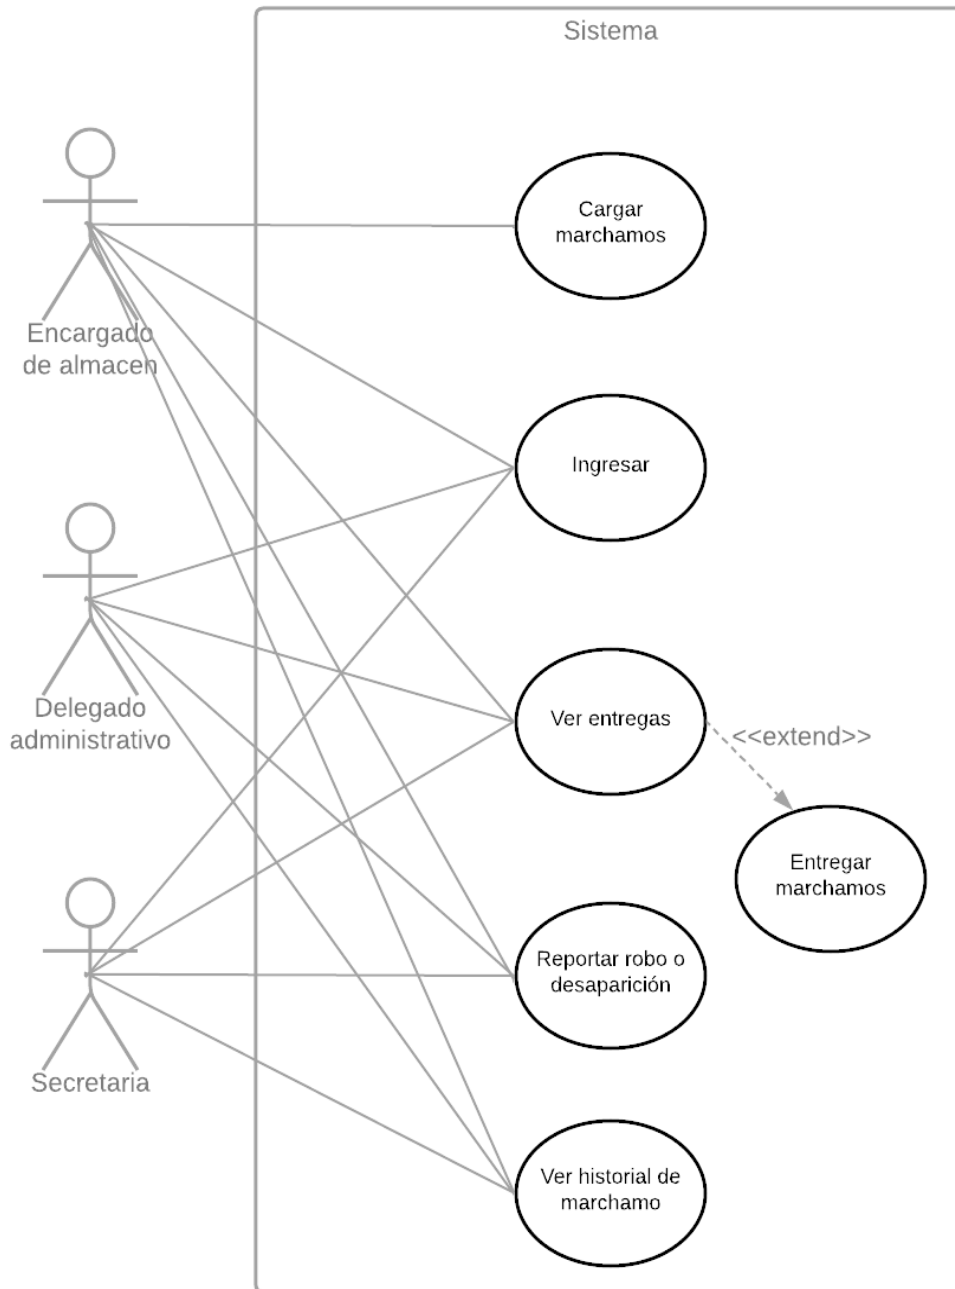 Sistema
Cargar
marchamos
Encargado
de almacen
Ingresar
Delegado
administrativo
Ver entregas
<<extend>>
Entregar
marchamos
Secretaria
Reportar robo o
desaparición
Ver historial de
marchamo